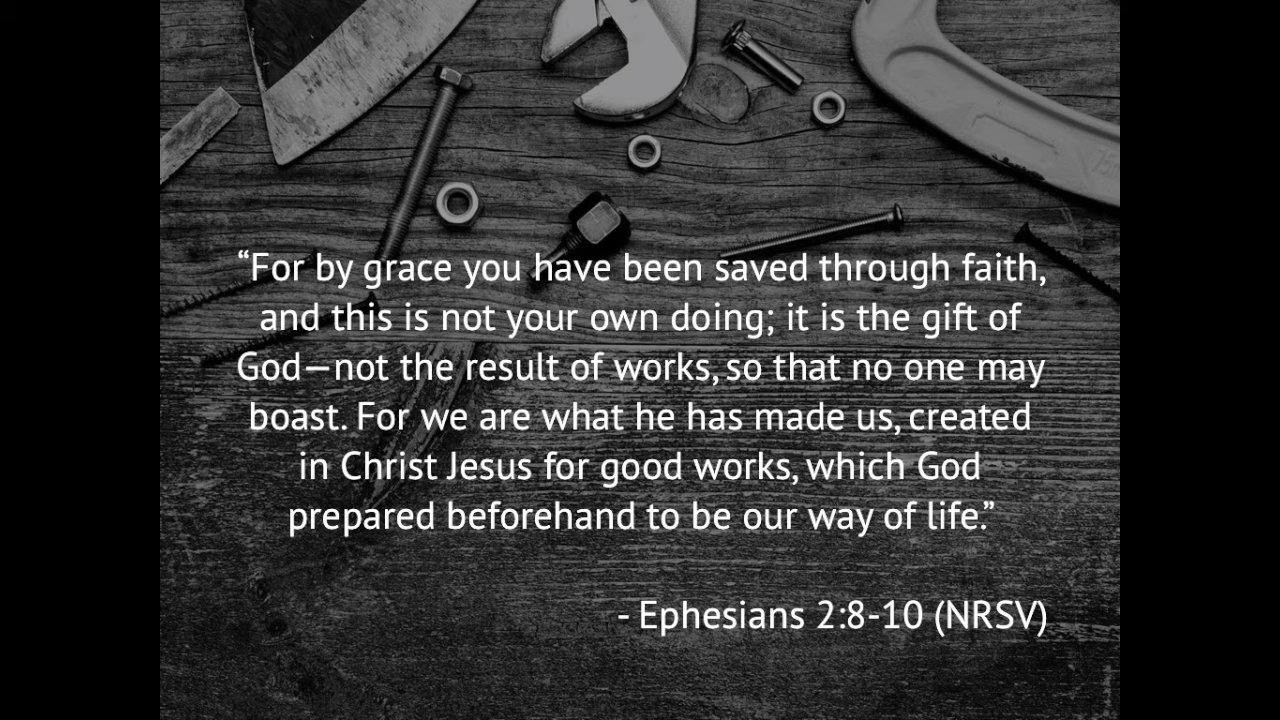 “For by grace you have been saved through faith,
and this is not your own doing; it is the gift of
God—not the result of works, so that no one may
boast. For we are what he has made us, created
in Christ Jesus for good works, which God
prepared beforehand to be our way of life.”
- Ephesians 2:8-10 (NRSV)